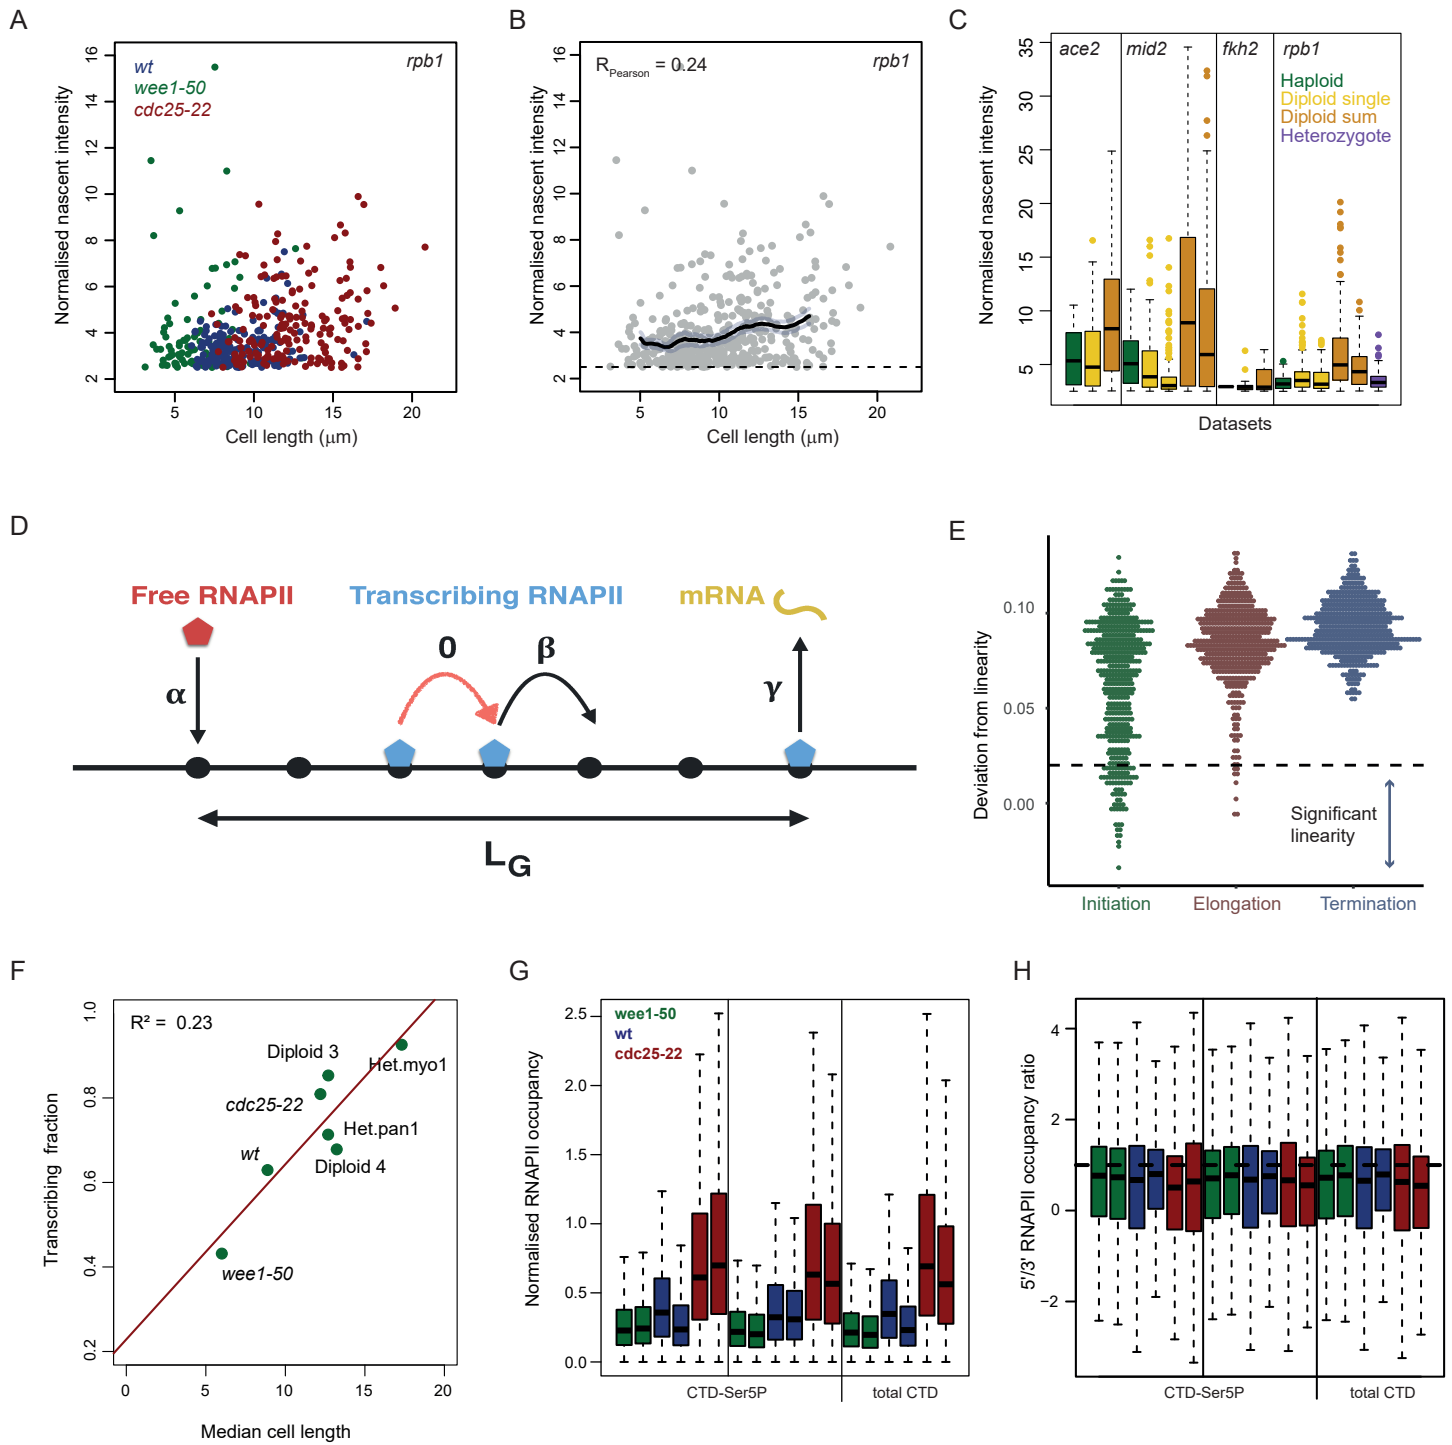 A
wt
wee1-50
cdc25-22
rpb1
16
14
12
10
8
6
4
2
Normalised nascent intensity
5
10
15
20
Cell length (μm)
B
R Pearson = 0.24
rpb1
16
14
12
10
8
6
4
2
Normalised nascent intensity
5
10
15
20
Cell length (μm)
C
ace2
mid2
fkh2
rpb1
Haploid
Diploid single
Diploid sum
Heterozygote
35
30
25
20
15
10
5
Normalised nascent intensity
Datasets
D
Free RNAPII
Transcribing RNAPII
mRNA
α
0
β
γ
LG
E
0.10
0.05
0.00
Deviation from linearity
Significant
linearity
Initiation
Elongation
Termination
F
R² = 0.23
Diploid 3
Het.myo1
cdc25-22
Het.pan1
wt
Diploid 4
wee1-50
1.0
0.8
0.6
0.4
0.2
Transcribing fraction
0
5
10
15
20
Median cell length
G
wee1-50
wt
cdc25-22
2.5
2.0
1.5
1.0
0.5
0.0
Normalised RNAPII occupancy
CTD-Ser5P
total CTD
H
4
2
0
−2
5'/3' RNAPII occupancy ratio
CTD-Ser5P
total CTD